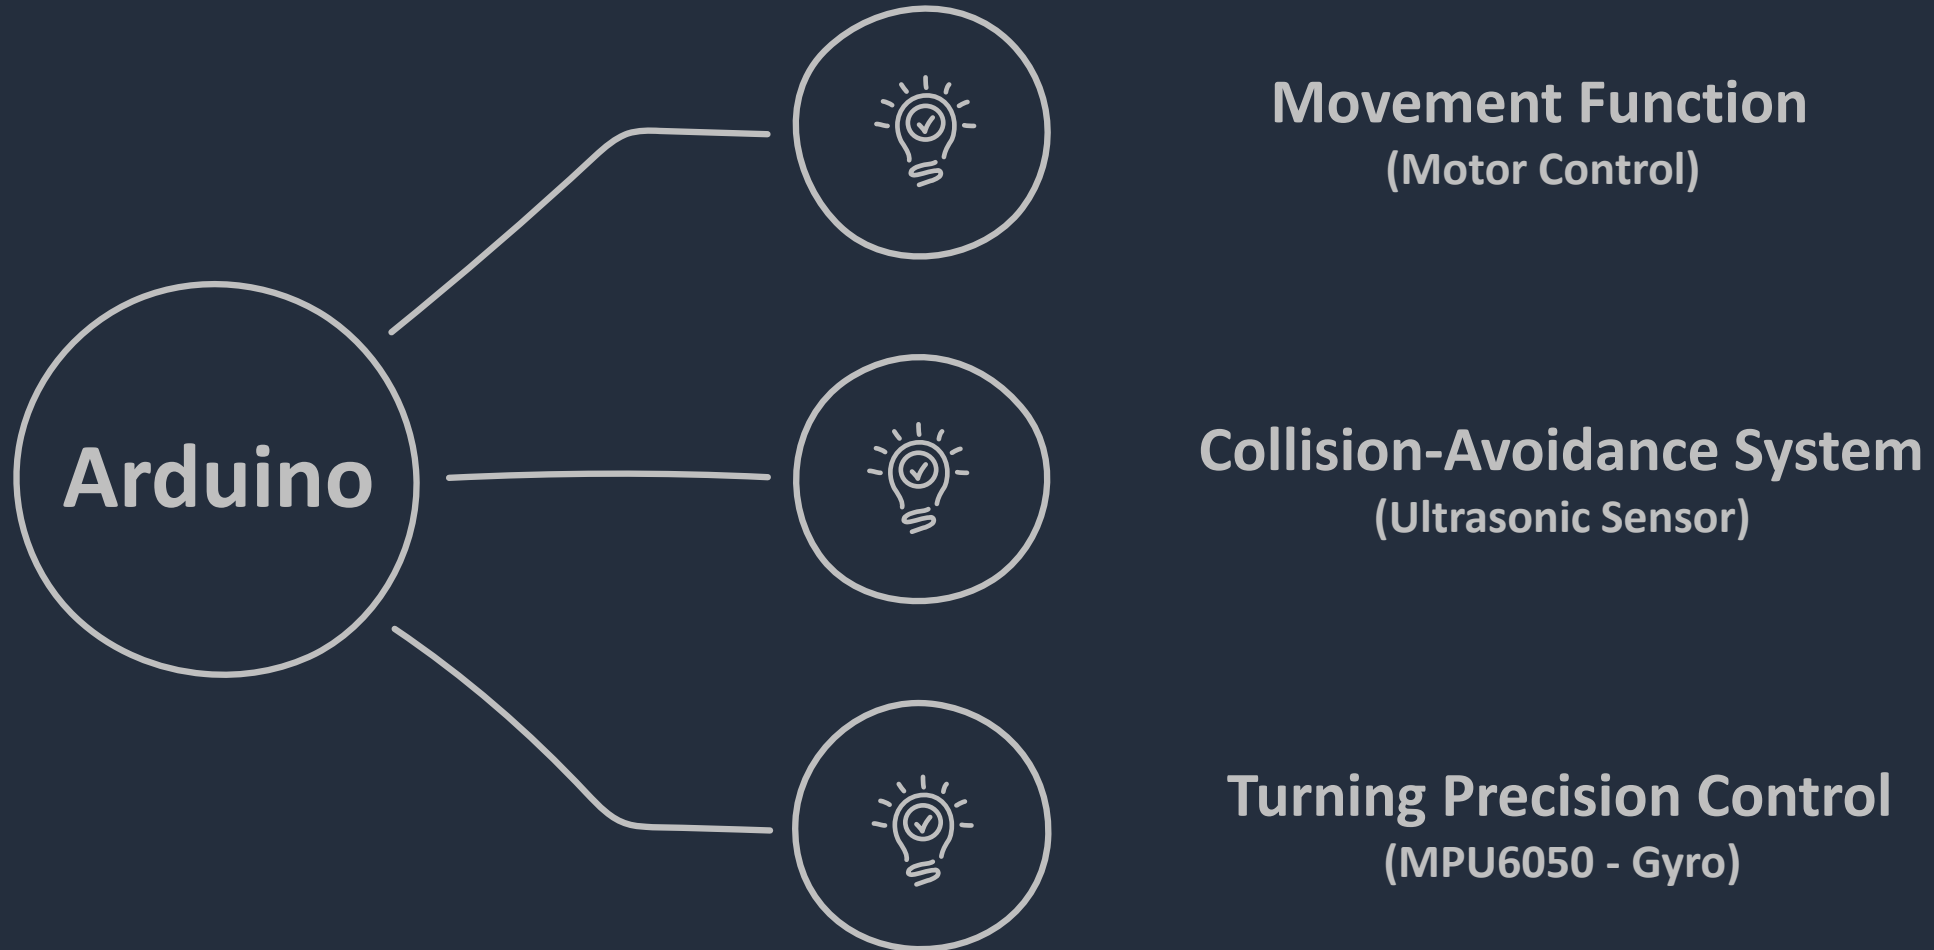 Movement Function
(Motor Control)
Arduino
Collision-Avoidance System
(Ultrasonic Sensor)
Turning Precision Control
(MPU6050 - Gyro)